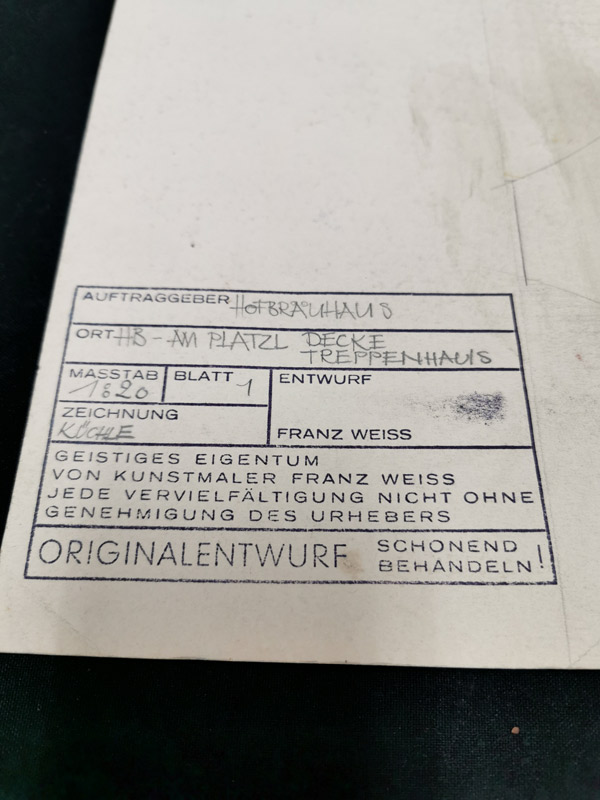 AUFTRAGGEBER HOFBRÄUHAUS
ORT HB - AM PLATZL DECKE
TREPPENHAUS
MASSTAB 1:20
BLATT 1
ENTWURF
FRANZ WEISS
ZEICHNUNG
KÖCHLE
GEISTIGES EIGENTUM
VON KUNSTMALER FRANZ WEISS
JEDE VERVIELFÄLTIGUNG NICHT OHNE
GENEHMIGUNG DES URHEBERS
ORIGINALENTWURF SCHONEND
BEHANDELN!